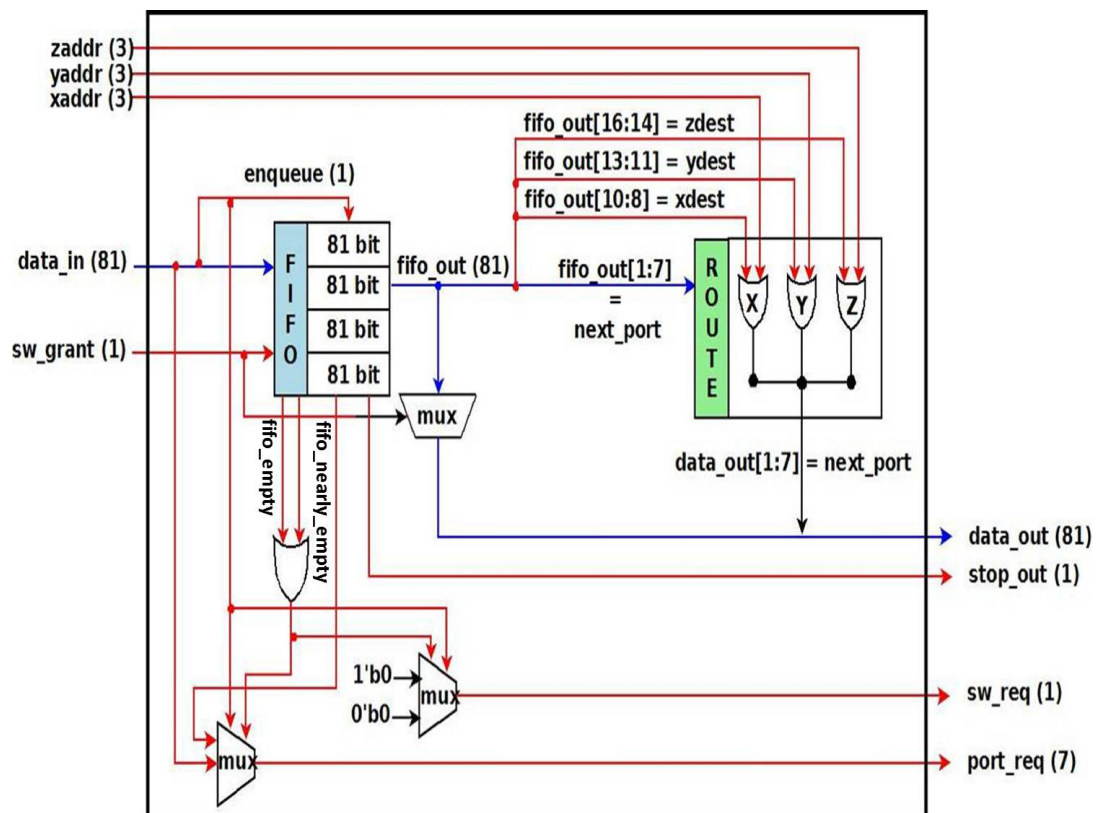 zaddr (3)
yaddr (3)
xaddr (3)
fifo_out[16:14] = zdest
fifo_out[13:11] = ydest
fifo_out[10:8] = xdest
enqueue (1)
data_in (81)
sw_grant (1)
FIFO
81 bit
81 bit
81 bit
81 bit
fifo_out (81)
fifo_out[1:7]
=
next_port
ROUTE
X
Y
Z
mux
fifo_empty
fifo_nearly_empty
data_out[1:7] = next_port
data_out (81)
stop_out (1)
1'b0
0'b0
mux
sw_req (1)
mux
port_req (7)